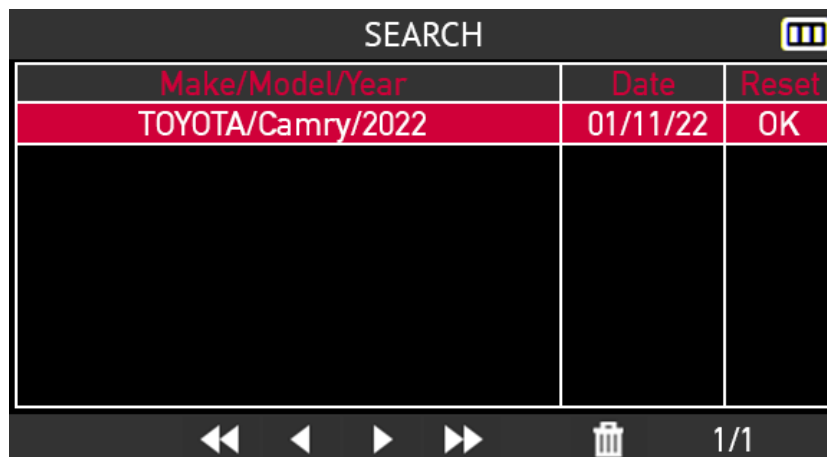 SEARCH
Make/Model/Year Date Reset
TOYOTA/Camry/2022 01/11/22 OK
1/1